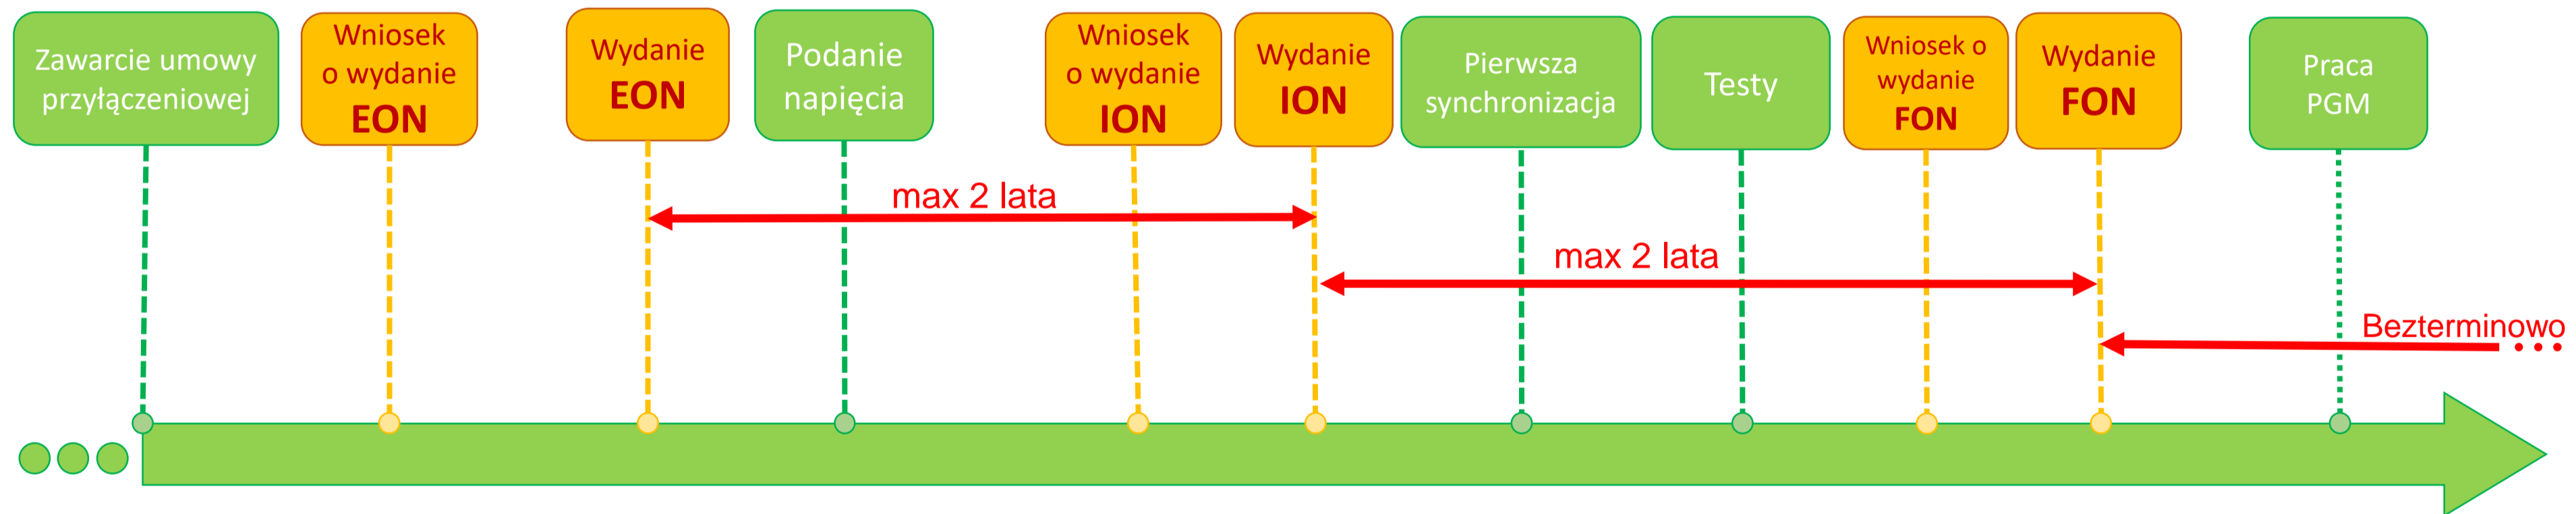 Zawarcie umowy
przyłączeniowej
Wniosek
o wydanie
EON
Wydanie
EON
Podanie
napięcia
Wniosek
o wydanie
ION
Wydanie
ION
Pierwsza
synchronizacja
Testy
Wniosek o
wydanie
FON
Wydanie
FON
Praca
PGM
max 2 lata
max 2 lata
Bezterminowo